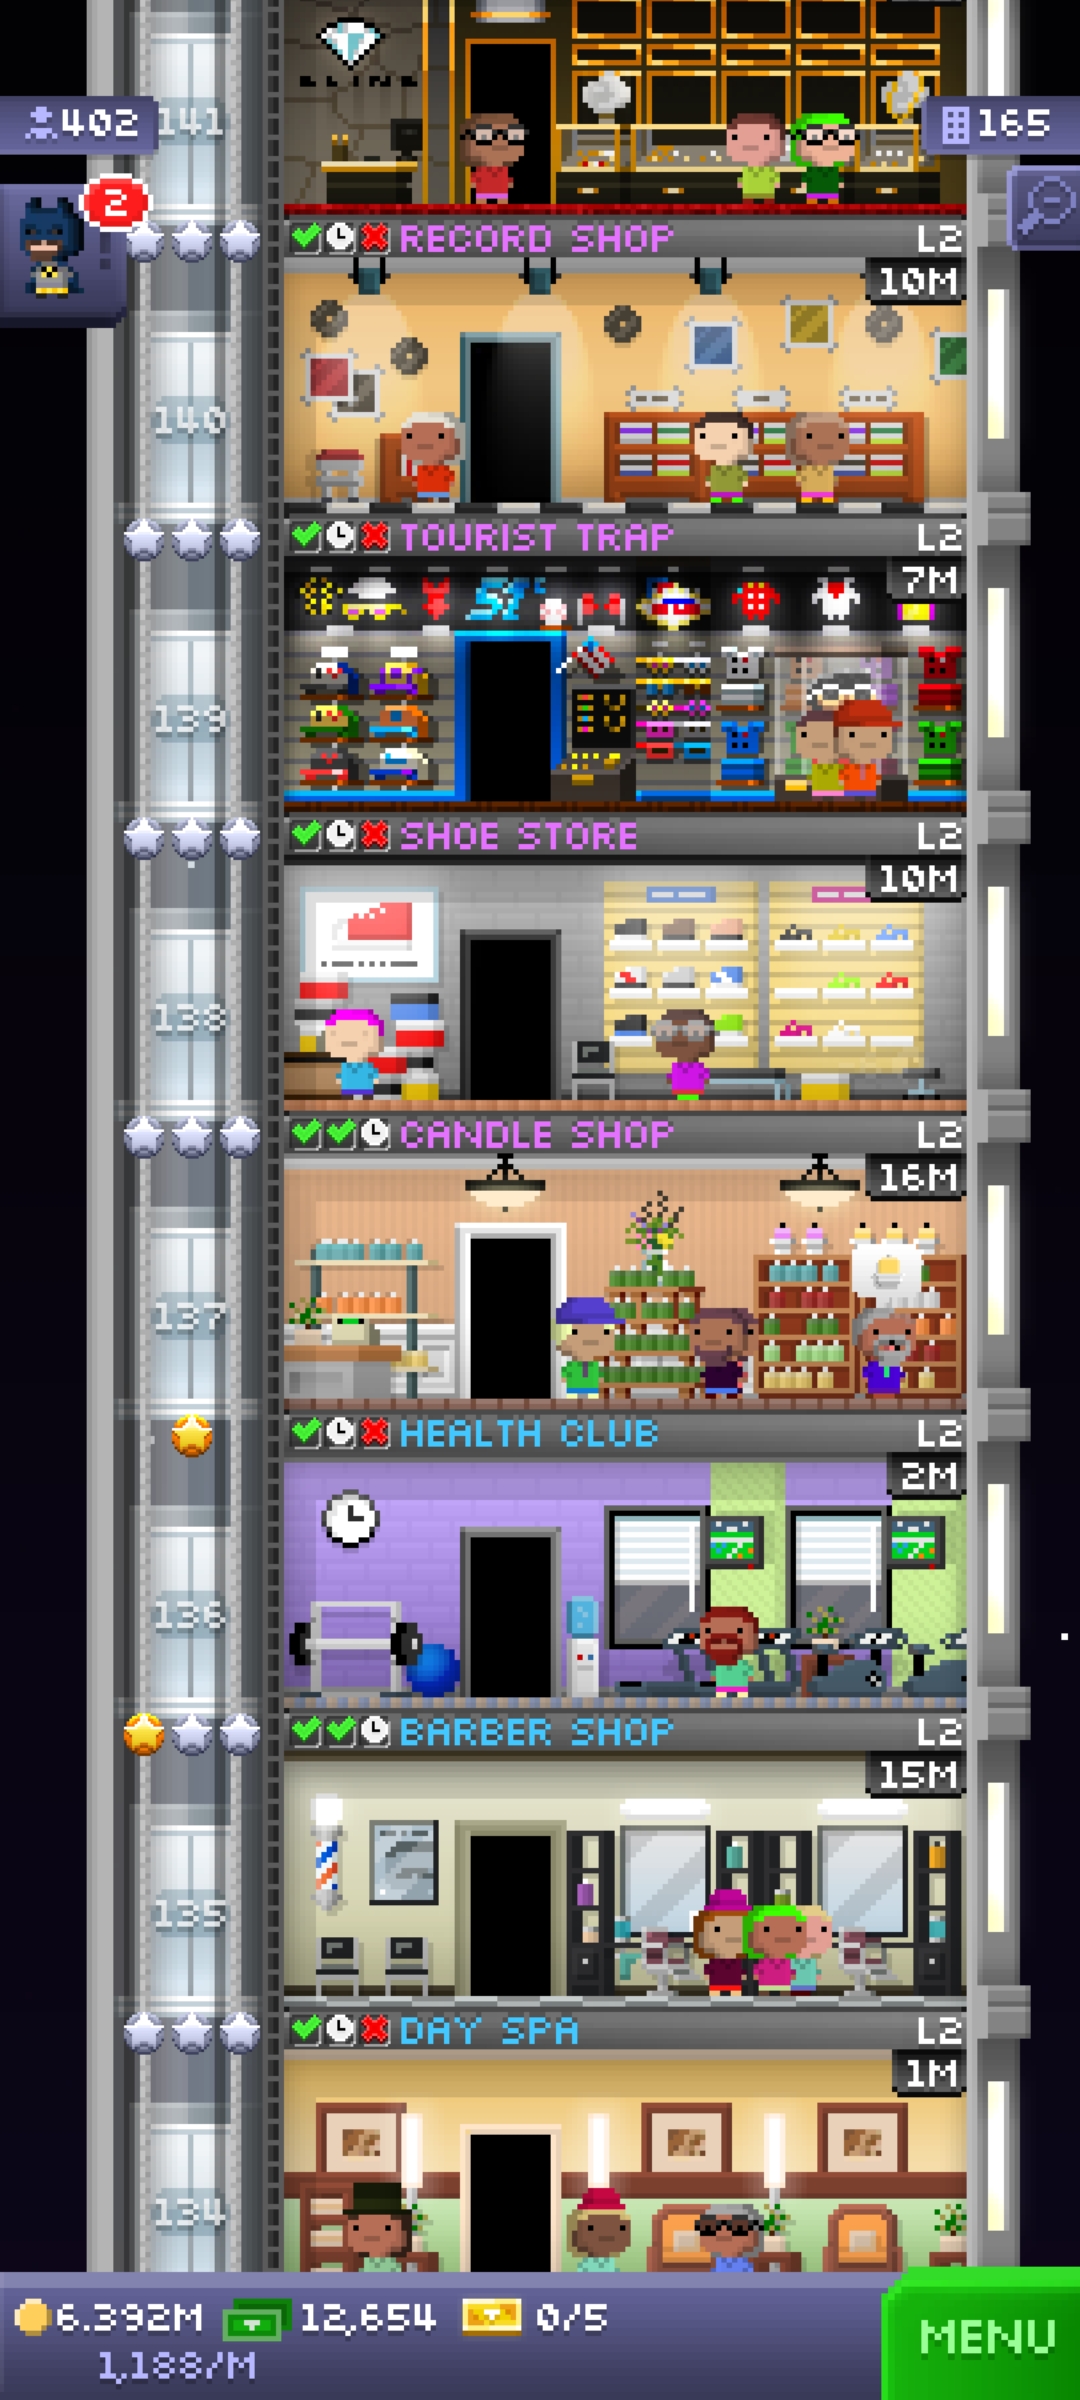 BLING
402
141
165
2
RECORD SHOP L2
10M
140
TOURIST TRAP L2
7M
139
SHOE STORE L2
10M
138
CANDLE SHOP L2
16M
137
HEALTH CLUB L2
2M
136
BARBER SHOP L2
15M
135
DAY SPA L2
1M
134
6.392M 12,654 0/5
1,188/M
MENU